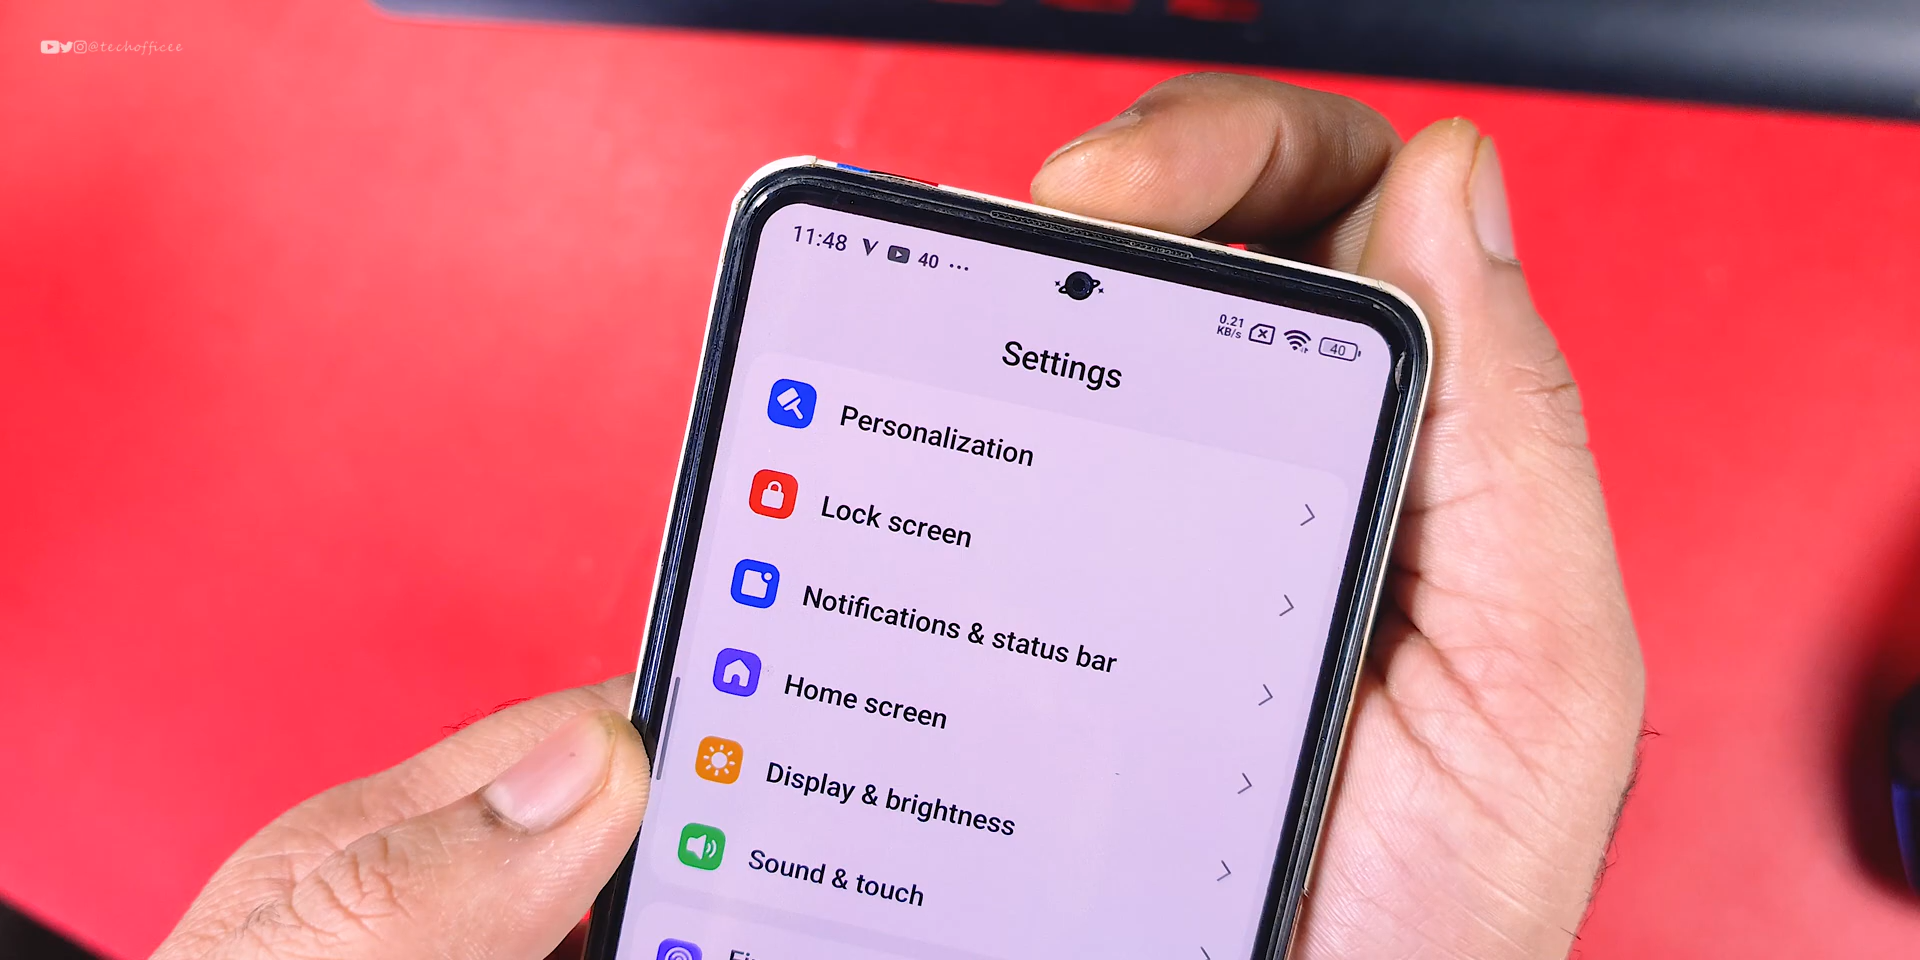 @techofficee
11:48 40 ...
0.21
KB/s
40
Settings
Personalization
Lock screen
Notifications & status bar
Home screen
Display & brightness
Sound & touch